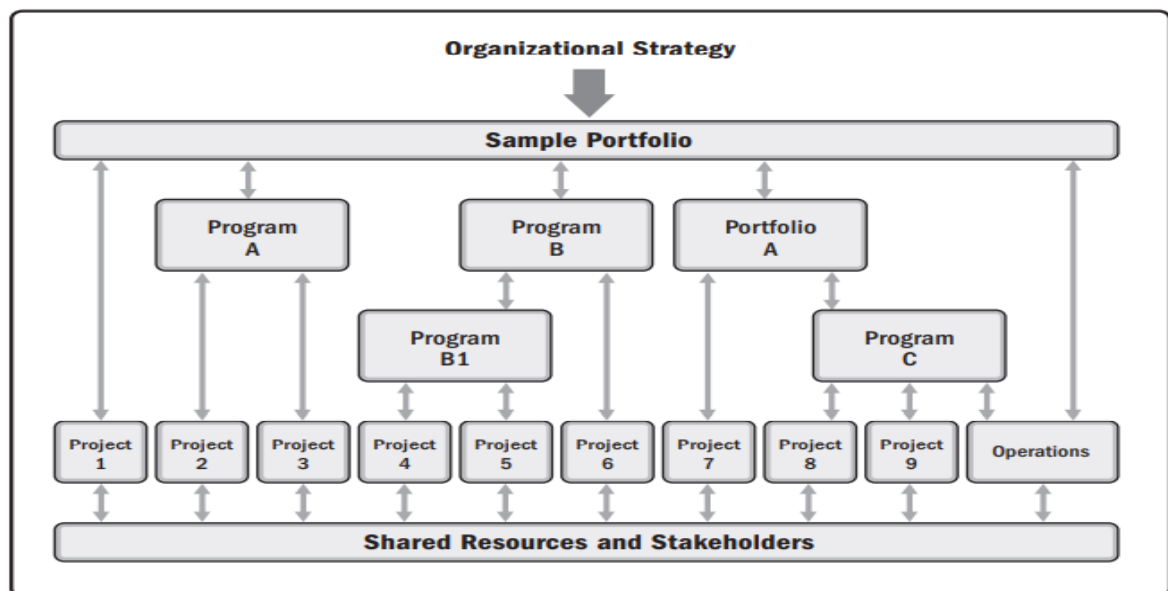 Organizational Strategy
Sample Portfolio
Program
A
Program
B
Portfolio
A
Program
B1
Program
C
Project
1
Project
2
Project
3
Project
4
Project
5
Project
6
Project
7
Project
8
Project
9
Operations
Shared Resources and Stakeholders